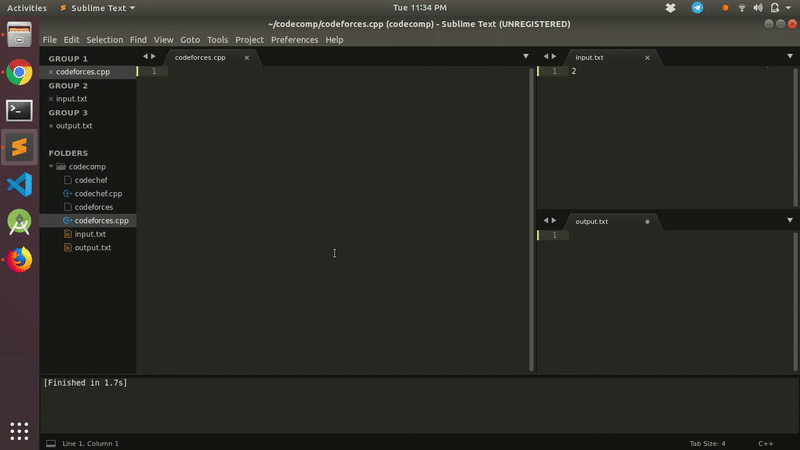 Activities Sublime Text Tue 11:34 PM
~/codecomp/codeforces.cpp (codecomp) - Sublime Text (UNREGISTERED)
File Edit Selection Find View Goto Tools Project Preferences Help
GROUP 1
codeforces.cpp
GROUP 2
input.txt
GROUP 3
output.txt
FOLDERS
codecomp
codechef
codechef.cpp
codeforces
codeforces.cpp
input.txt
output.txt
codeforces.cpp
1
input.txt
1 2
output.txt
1
[Finished in 1.7s]
Line 1, Column 1 Tab Size: 4 C++